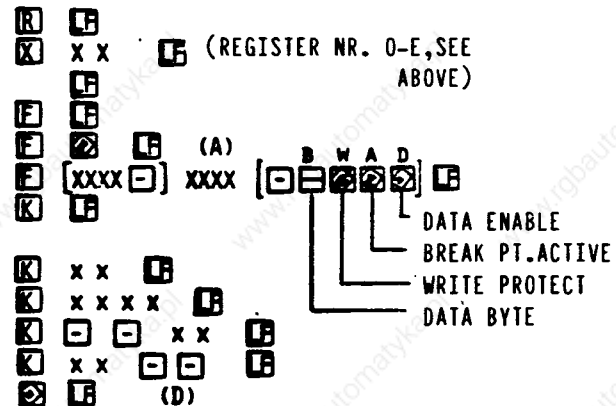 R LF
X X X LF (REGISTER NR. 0-E,SEE
ABOVE)
LF
F LF
F LF (A)
B W A D
F [XXXX -] XXXX [- ] LF
K LF
DATA ENABLE
BREAK PT.ACTIVE
K X X LF
WRITE PROTECT
K X X X X LF
DATA BYTE
K - - X X LF
K X X - - LF
LF (D)